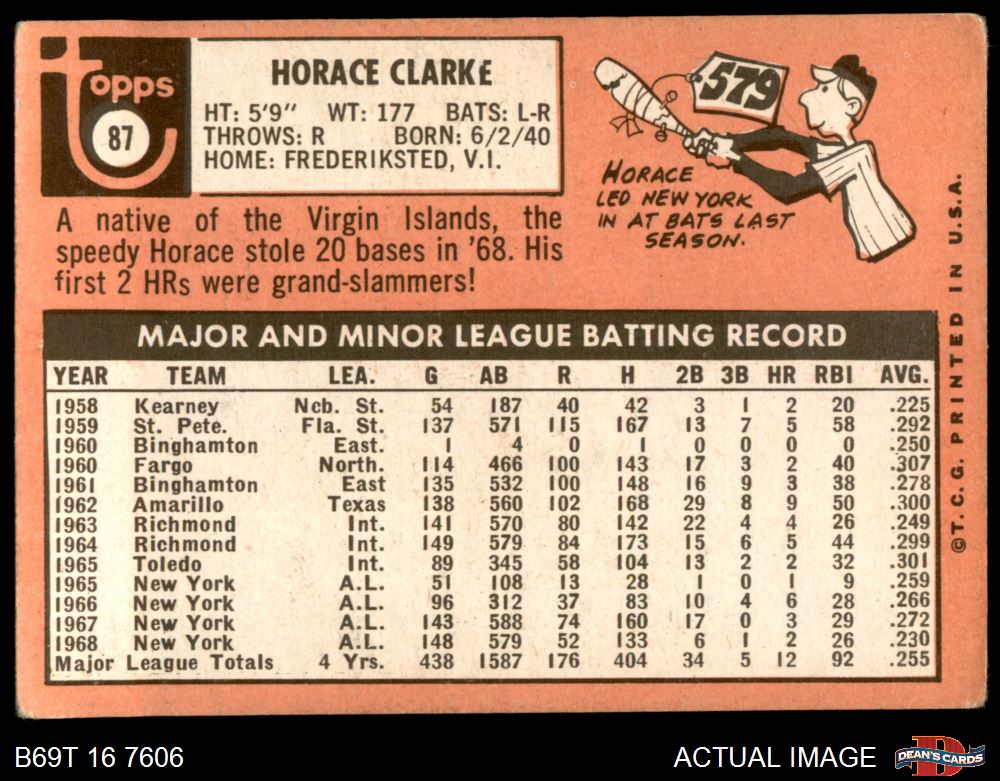 topps
87
HORACE CLARKE
HT: 5'9" WT: 177 BATS: L-R
THROWS: R BORN: 6/2/40
HOME: FREDERIKSTED, V.I.
A native of the Virgin Islands, the
speedy Horace stole 20 bases in '68. His
first 2 HRs were grand-slammers!
579
HORACE
LED NEW YORK
IN AT BATS LAST
SEASON.
MAJOR AND MINOR LEAGUE BATTING RECORD
YEAR TEAM LEA. G AB R H 2B 3B HR RBI AVG.
1958 Kearney Neb. St. 54 187 40 42 3 1 2 20 .225
1959 St. Pete. Fla. St. 137 571 115 167 13 7 5 58 .292
1960 Binghamton East. 1 4 0 1 0 0 0 0 .250
1960 Fargo North. 114 466 100 143 17 3 2 40 .307
1961 Binghamton East 135 532 100 148 16 9 3 38 .278
1962 Amarillo Texas 138 560 102 168 29 8 9 50 .300
1963 Richmond Int. 141 570 80 142 22 4 4 26 .249
1964 Richmond Int. 149 579 84 173 15 6 5 44 .299
1965 Toledo Int. 89 345 58 104 13 2 2 32 .301
1965 New York A.L. 51 108 13 28 1 0 1 9 .259
1966 New York A.L. 96 312 37 83 10 4 6 28 .266
1967 New York A.L. 143 588 74 160 17 0 3 29 .272
1968 New York A.L. 148 579 52 133 6 1 2 26 .230
Major League Totals 4 Yrs. 438 1587 176 404 34 5 12 92 .255
©T.C.G. PRINTED IN U.S.A.
B69T 16 7606
ACTUAL IMAGE
D
DEAN'S CARDS